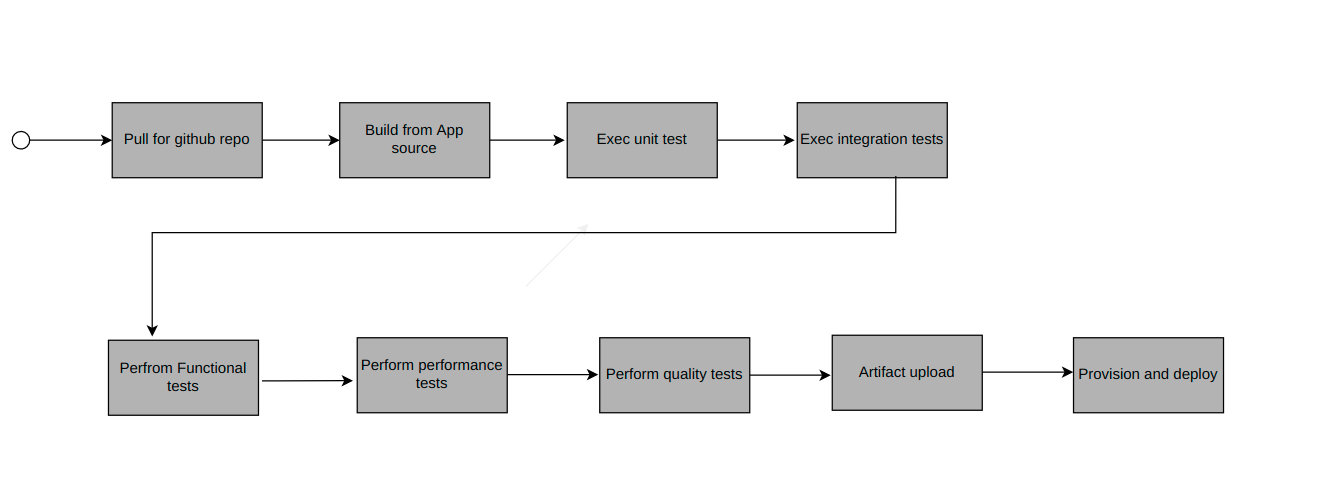 Pull for github repo
Build from App
source
Exec unit test
Exec integration tests
Perfrom Functional
tests
Perform performance
tests
Perform quality tests
Artifact upload
Provision and deploy